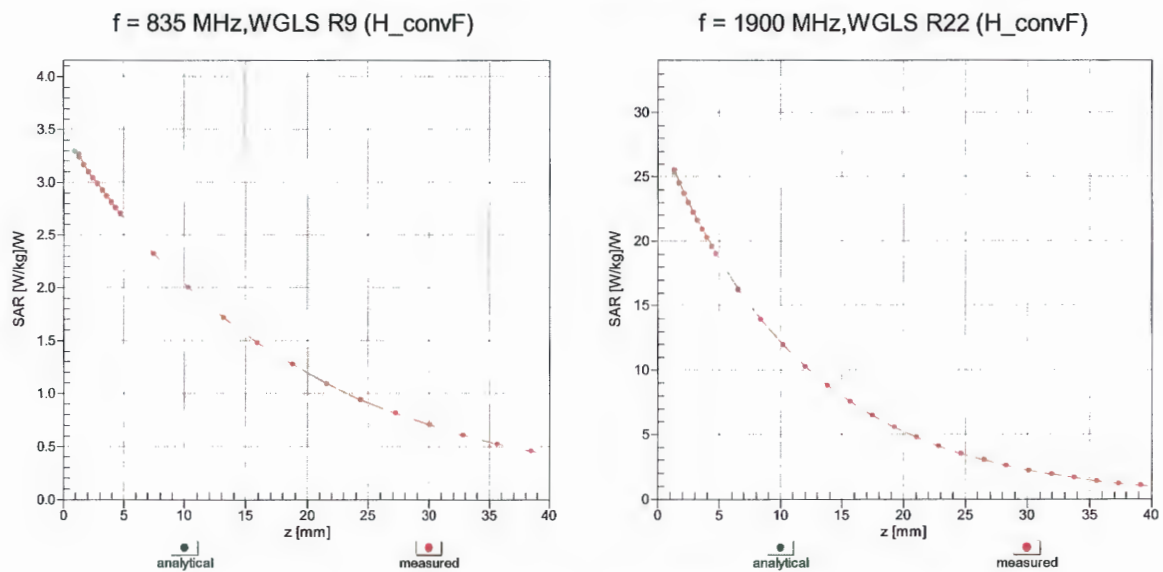 f = 835 MHz,WGLS R9 (H_convF)
4.0
3.5
3.0
2.5
2.0
1.5
1.0
0.5
0.0
SAR [W/kg]/W
0 5 10 15 20 25 30 35 40
z [mm]
analytical measured
f = 1900 MHz,WGLS R22 (H_convF)
30
25
20
15
10
5
0
SAR [W/kg]/W
0 5 10 15 20 25 30 35 40
z [mm]
analytical measured